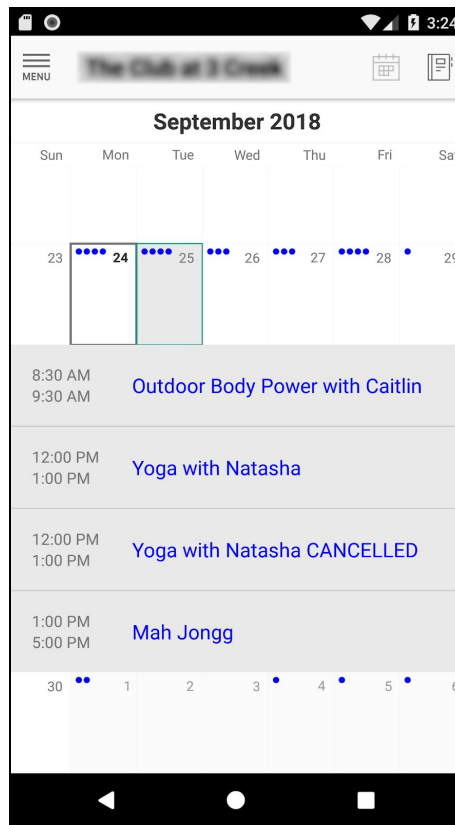 3:24
MENU
September 2018
Sun Mon Tue Wed Thu Fri
23 24 25 26 27 28 29
8:30 AM
9:30 AM
Outdoor Body Power with Caitlin
12:00 PM
1:00 PM
Yoga with Natasha
12:00 PM
1:00 PM
Yoga with Natasha CANCELLED
1:00 PM
5:00 PM
Mah Jongg
30 1 2 3 4 5